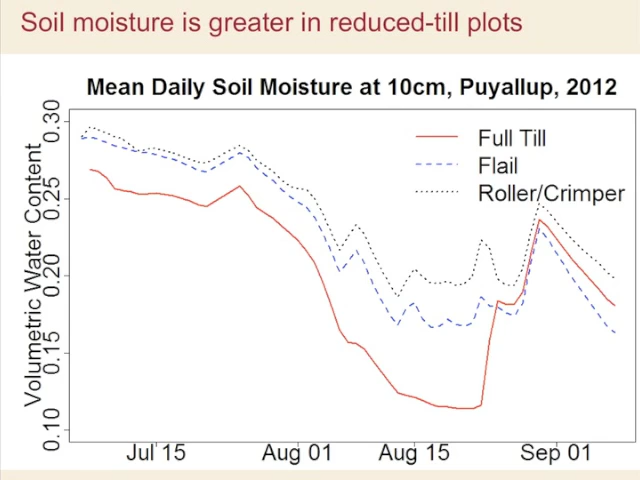 Soil moisture is greater in reduced-till plots
Mean Daily Soil Moisture at 10cm, Puyallup, 2012
Volumetric Water Content
0.30
0.25
0.20
0.15
0.10
Full Till
Flail
Roller/Crimper
Jul 15
Aug 01
Aug 15
Sep 01